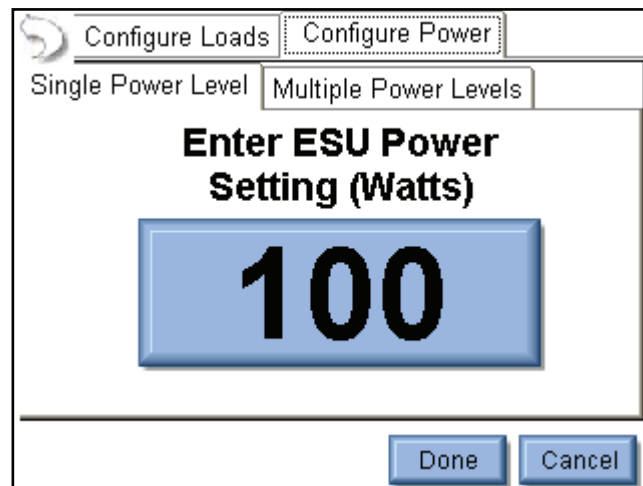 Configure Loads Configure Power
Single Power Level Multiple Power Levels
Enter ESU Power
Setting (Watts)
100
Done Cancel